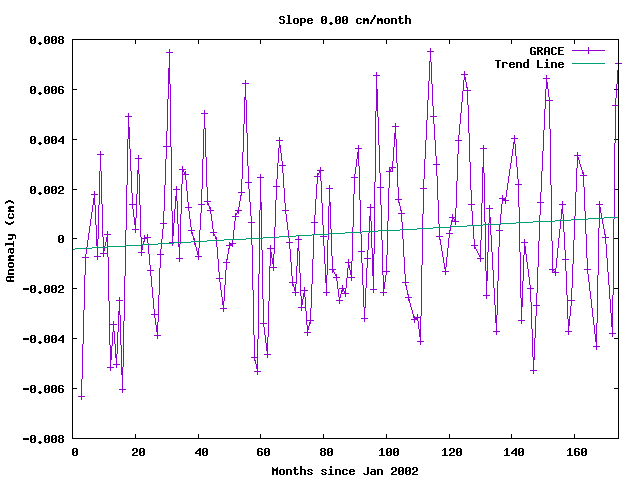 Slope 0.00 cm/month
GRACE
Trend Line
0.008
0.006
0.004
0.002
0
-0.002
-0.004
-0.006
-0.008
Anomaly (cm)
0 20 40 60 80 100 120 140 160
Months since Jan 2002